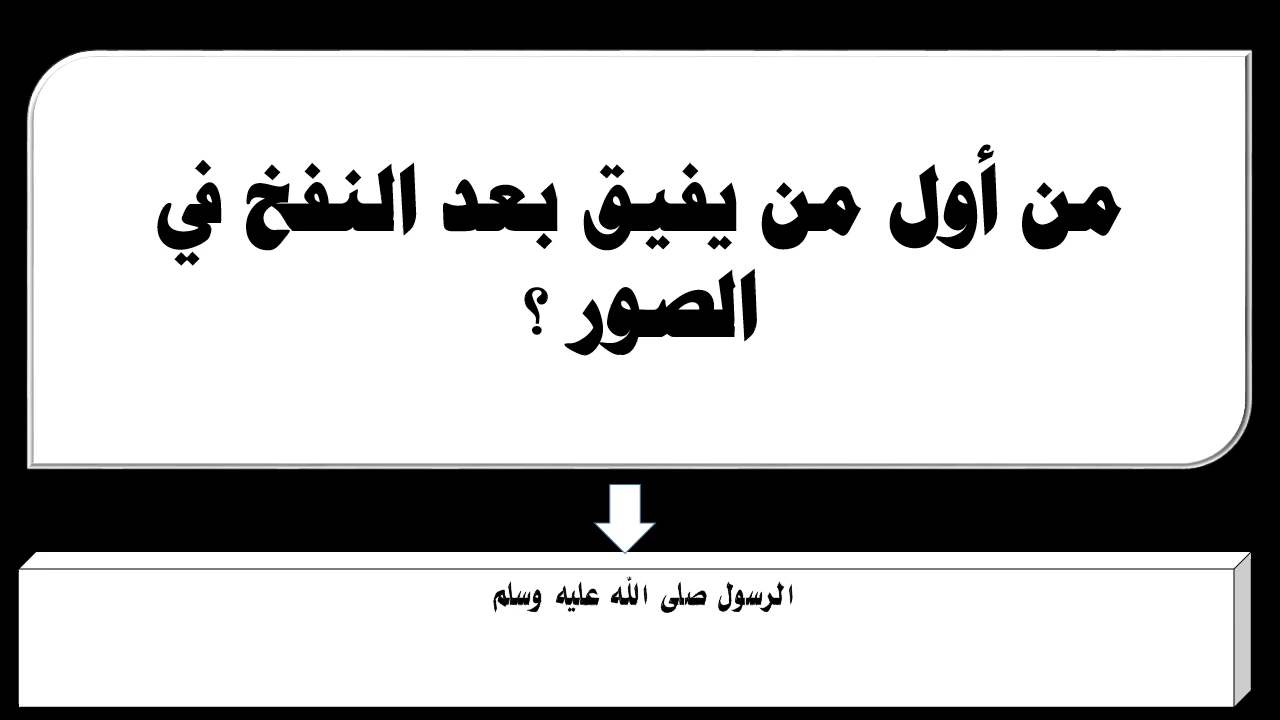 من أول من يفيق بعد النفخ في
الصور ؟
الرسول صلى الله عليه وسلم